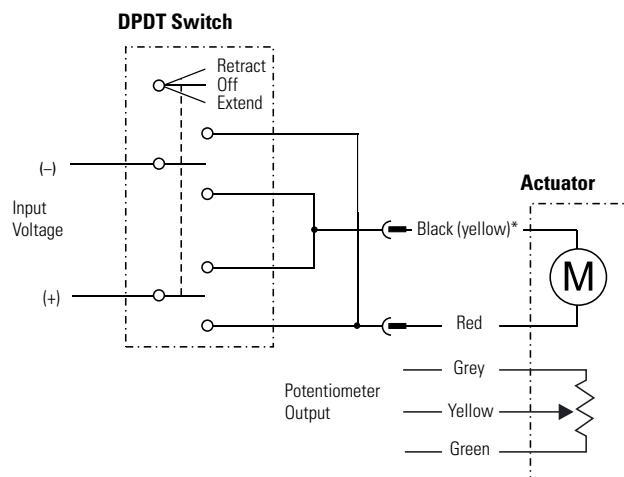 DPDT Switch
Retract
Off
Extend
(–)
Input
Voltage
(+)
Actuator
Black (yellow)*
M
Red
Grey
Potentiometer
Output
Yellow
Green